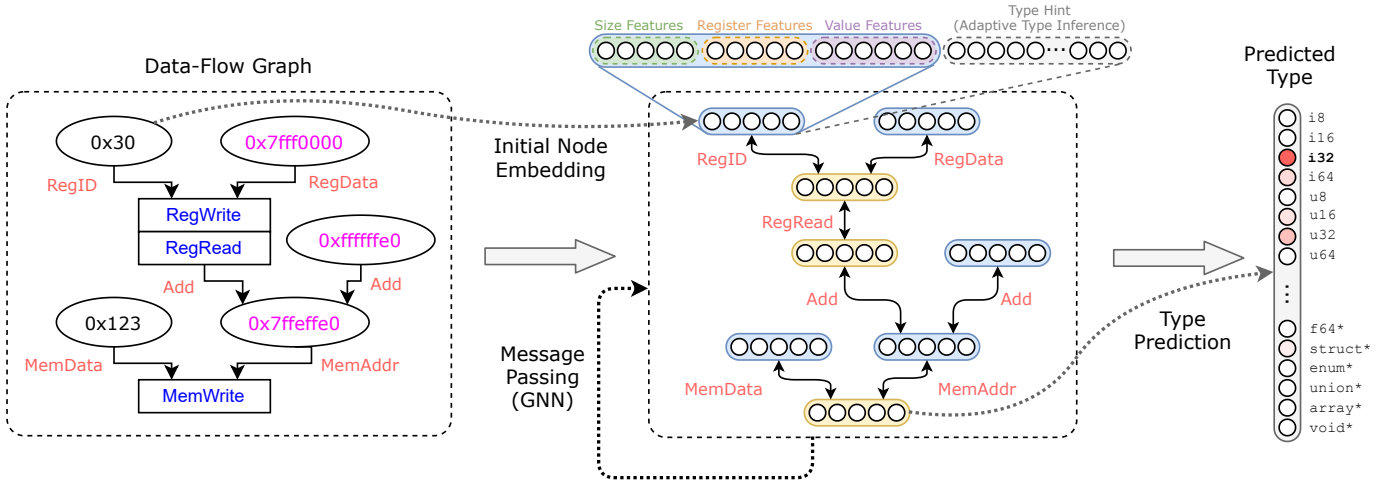 Size Features
Register Features
Value Features
Type Hint
(Adaptive Type Inference)
Data-Flow Graph
0x30
0x7fff0000
RegID
RegData
RegWrite
RegRead
0xffffffe0
Add
Add
0x123
0x7ffeffe0
MemData
MemAddr
MemWrite
Initial Node
Embedding
RegID
RegData
RegRead
Add
Add
MemData
MemAddr
Message
Passing
(GNN)
Type
Prediction
Predicted
Type
i8
i16
i32
i64
u8
u16
u32
u64
f64*
struct*
enum*
union*
array*
void*